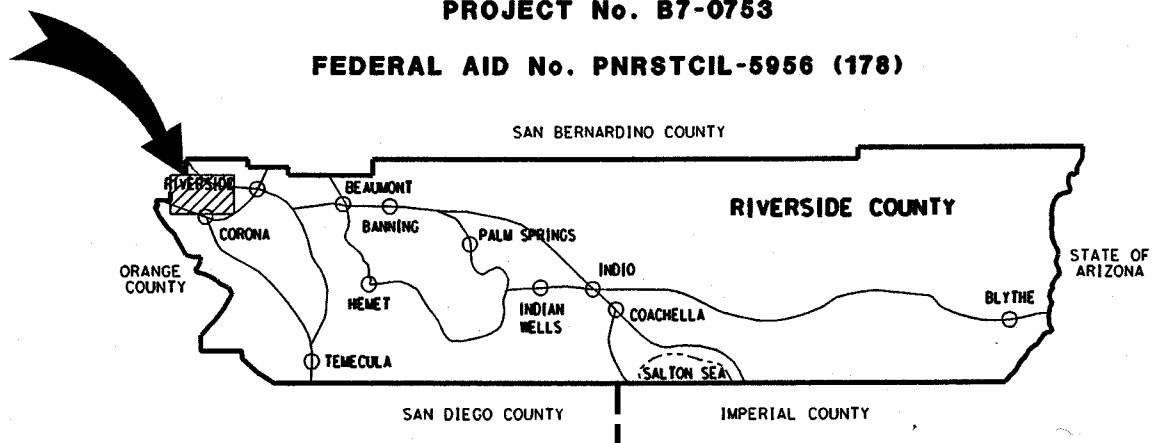 PROJECT No. B7-0753
FEDERAL AID No. PNRSTCIL-5956 (178)
SAN BERNARDINO COUNTY
RIVERSIDE
BEAUMONT
BANNING
RIVERSIDE COUNTY
CORONA
PALM SPRINGS
STATE OF
ARIZONA
ORANGE
COUNTY
INDIO
HEMET
INDIAN
WELLS
COACHELLA
BLYTHE
TEMECULA
SALTON SEA
SAN DIEGO COUNTY
IMPERIAL COUNTY